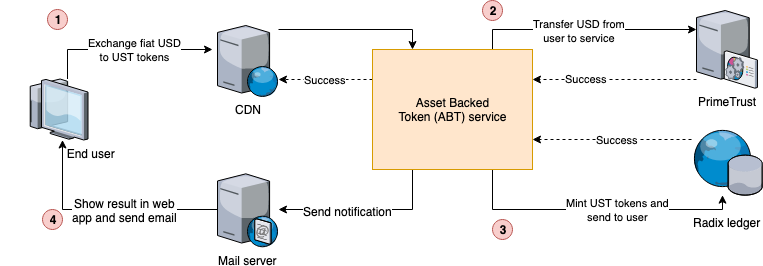 1
2
Exchange fiat USD
to UST tokens
Transfer USD from
user to service
CDN
Success
Success
PrimeTrust
Asset Backed
Token (ABT) service
End user
Success
4
Show result in web
app and send email
Send notification
Mint UST tokens and
send to user
3
Mail server
Radix ledger
@